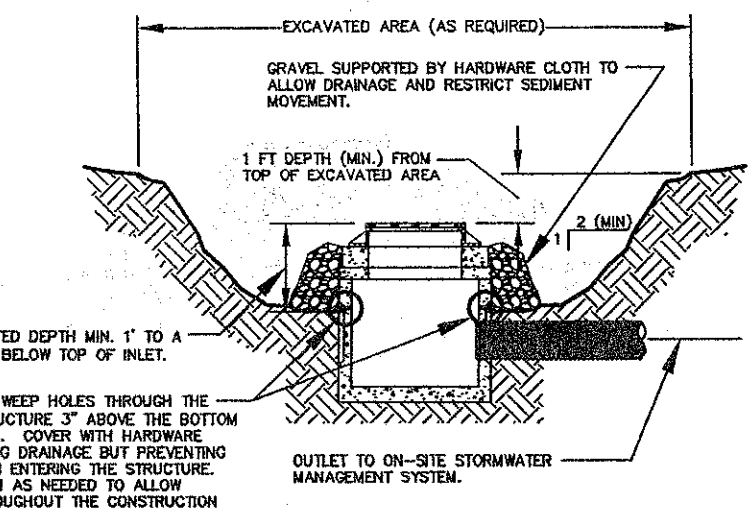 EXCAVATED AREA (AS REQUIRED)
GRAVEL SUPPORTED BY HARDWARE CLOTH TO
ALLOW DRAINAGE AND RESTRICT SEDIMENT
MOVEMENT.
1 FT DEPTH (MIN.) FROM
TOP OF EXCAVATED AREA
2 (MIN)
1
TED DEPTH MIN. 1' TO A
BELOW TOP OF INLET.
WEEP HOLES THROUGH THE
UCTURE 3" ABOVE THE BOTTOM
. COVER WITH HARDWARE
G DRAINAGE BUT PREVENTING
ENTERING THE STRUCTURE.
AS NEEDED TO ALLOW
OUGHOUT THE CONSTRUCTION
OUTLET TO ON-SITE STORMWATER
MANAGEMENT SYSTEM.